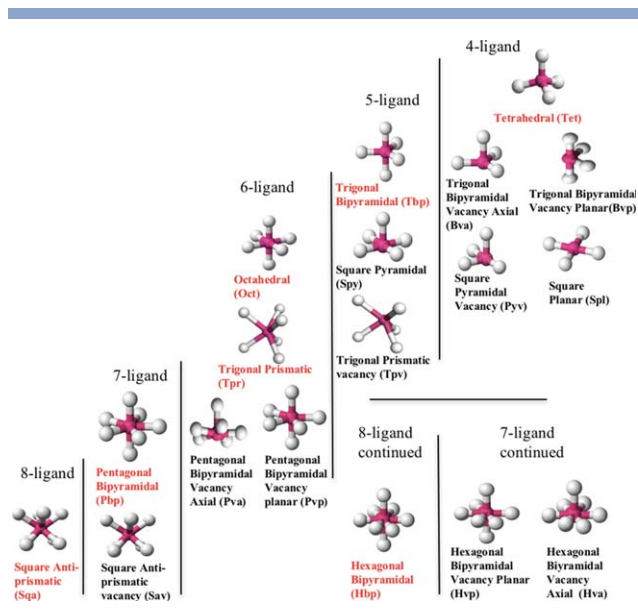 4-ligand
Tetrahedral (Tet)
Trigonal
Bipyramidal
Vacancy Axial
(Bva)
Trigonal Bipyramidal
Vacancy Planar(Bvp)
Square
Pyramidal
Vacancy (Pyv)
Square
Planar (Spl)
5-ligand
Trigonal
Bipyramidal (Tbp)
Square Pyramidal
(Spy)
Trigonal Prismatic
vacancy (Tpv)
6-ligand
Octahedral
(Oct)
Trigonal Prismatic
(Tpr)
Pentagonal
Bipyramidal
Vacancy
Axial (Pva)
Pentagonal
Bipyramidal
Vacancy
planar (Pvp)
7-ligand
Pentagonal
Bipyramidal
(Pbp)
Square Anti-
prismatic
vacancy (Sav)
8-ligand
Square Anti-
prismatic
(Sqa)
8-ligand
continued
Hexagonal
Bipyramidal
(Hbp)
7-ligand
continued
Hexagonal
Bipyramidal
Vacancy Planar
(Hvp)
Hexagonal
Biyramidal
Vacancy
Axial (Hva)